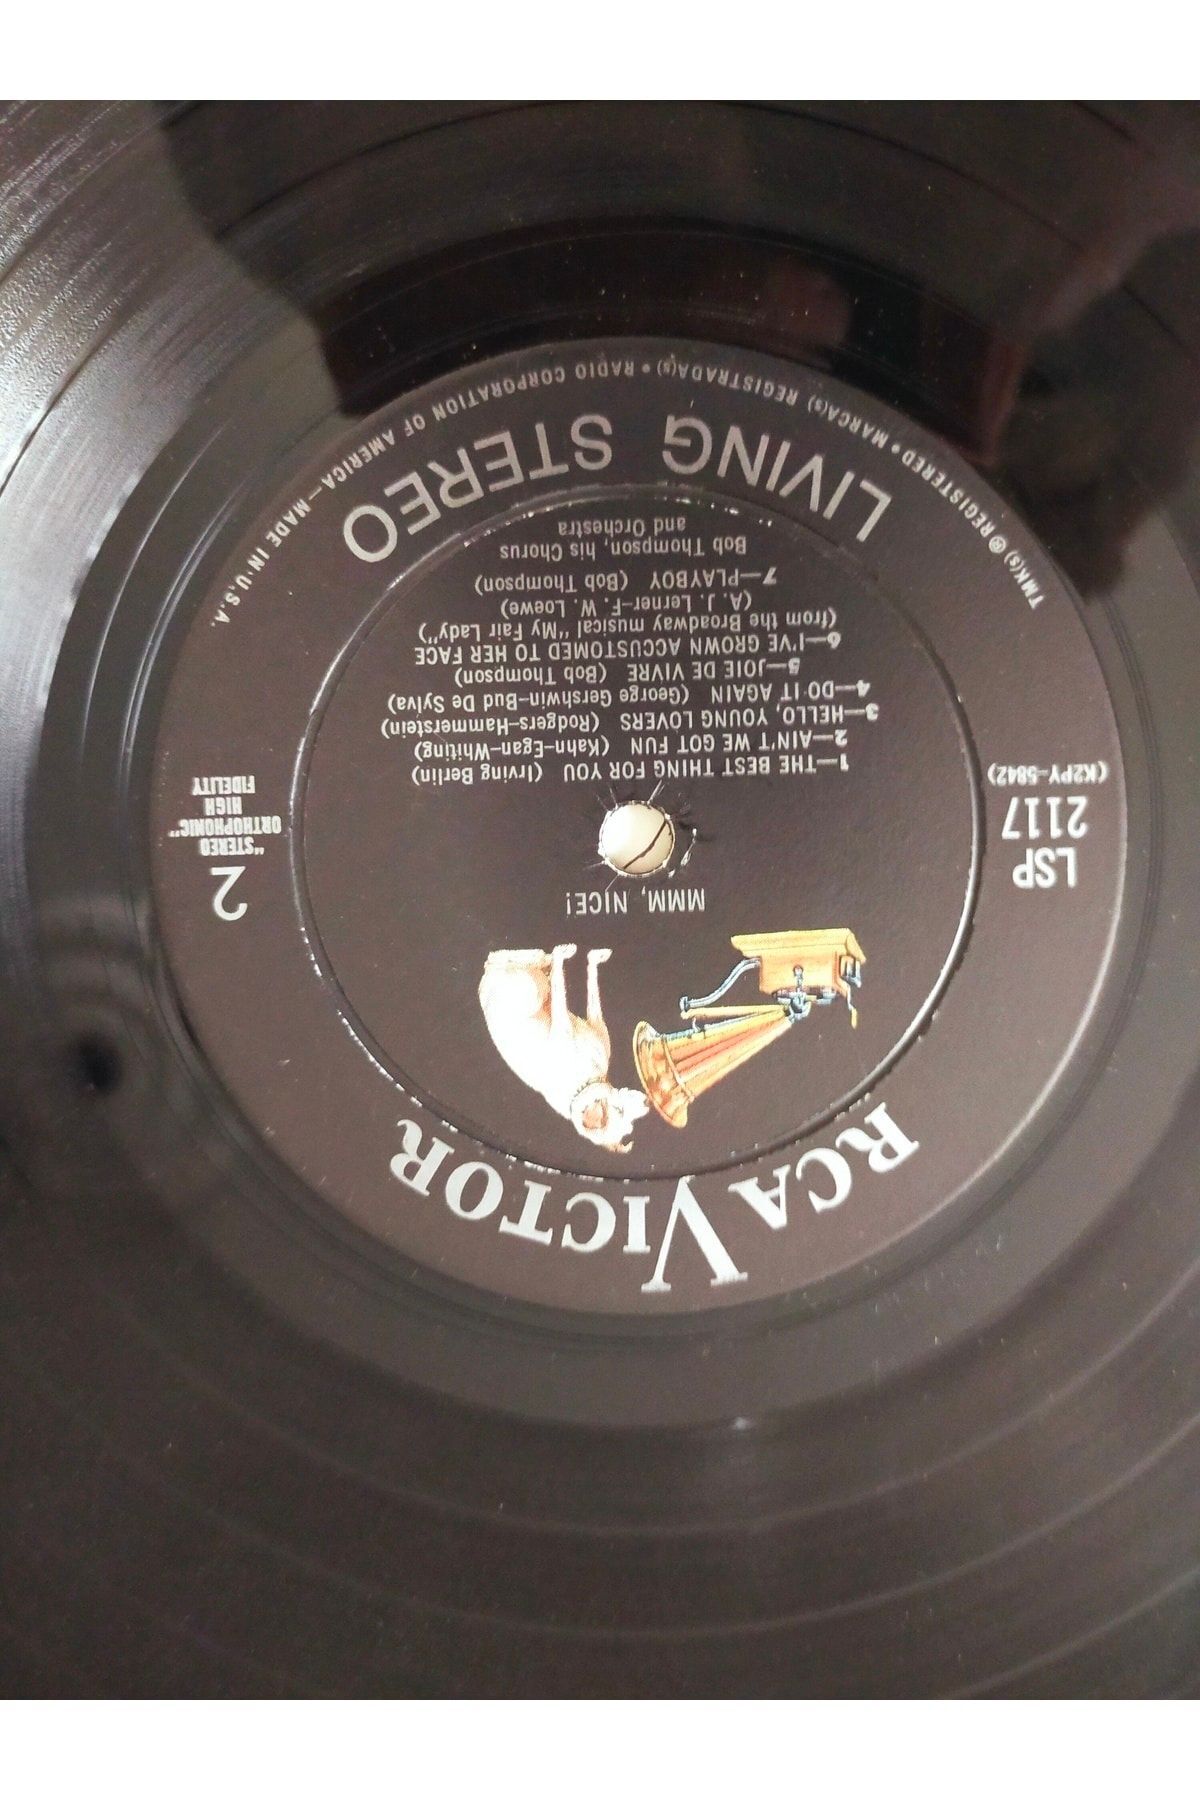 RCA VICTOR
MMM, NICE!
LSP
2117
(K2PY-5842)
2
"STEREO
ORTHOPHONIC"
HIGH
FIDELITY
1—THE BEST THING FOR YOU (Irving Berlin)
2—AIN'T WE GOT FUN (Kahn-Egan-Whiting)
3—HELLO, YOUNG LOVERS (Rodgers-Hammerstein)
4—DO IT AGAIN (George Gershwin-Bud De Sylva)
5—JOIE DE VIVRE (Bob Thompson)
6—I'VE GROWN ACCUSTOMED TO HER FACE
(from the Broadway musical "My Fair Lady")
(A. J. Lerner-F. W. Loewe)
7—PLAYBOY (Bob Thompson)
Bob Thompson, his Chorus
and Orchestra
LIVING STEREO
TMK(s) ® REGISTERED • MARCA(s) REGISTRADA(S) • RADIO CORPORATION OF AMERICA—MADE IN U.S.A.